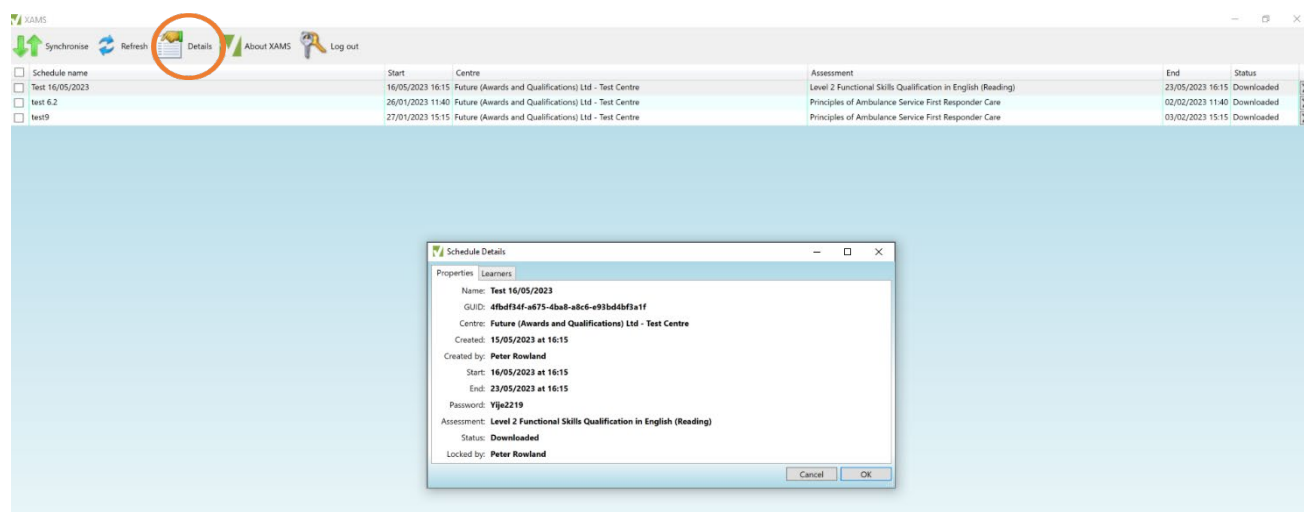 XAMS
Synchronise Refresh Details About XAMS Log out
Schedule name Start Centre Assessment End Status
Test 16/05/2023 16/05/2023 16:15 Future (Awards and Qualifications) Ltd - Test Centre Level 2 Functional Skills Qualification in English (Reading) 23/05/2023 16:15 Downloaded
test 6.2 26/01/2023 11:40 Future (Awards and Qualifications) Ltd - Test Centre Principles of Ambulance Service First Responder Care 02/02/2023 11:40 Downloaded
test9 27/01/2023 15:15 Future (Awards and Qualifications) Ltd - Test Centre Principles of Ambulance Service First Responder Care 03/02/2023 15:15 Downloaded
Schedule Details
Properties Learners
Name: Test 16/05/2023
GUID: 4fbdf34f-a675-4ba8-a8c6-e93bd4bf3a1f
Centre: Future (Awards and Qualifications) Ltd - Test Centre
Created: 15/05/2023 at 16:15
Created by: Peter Rowland
Start: 16/05/2023 at 16:15
End: 23/05/2023 at 16:15
Password: Yije2219
Assessment: Level 2 Functional Skills Qualification in English (Reading)
Status: Downloaded
Locked by: Peter Rowland
Cancel OK